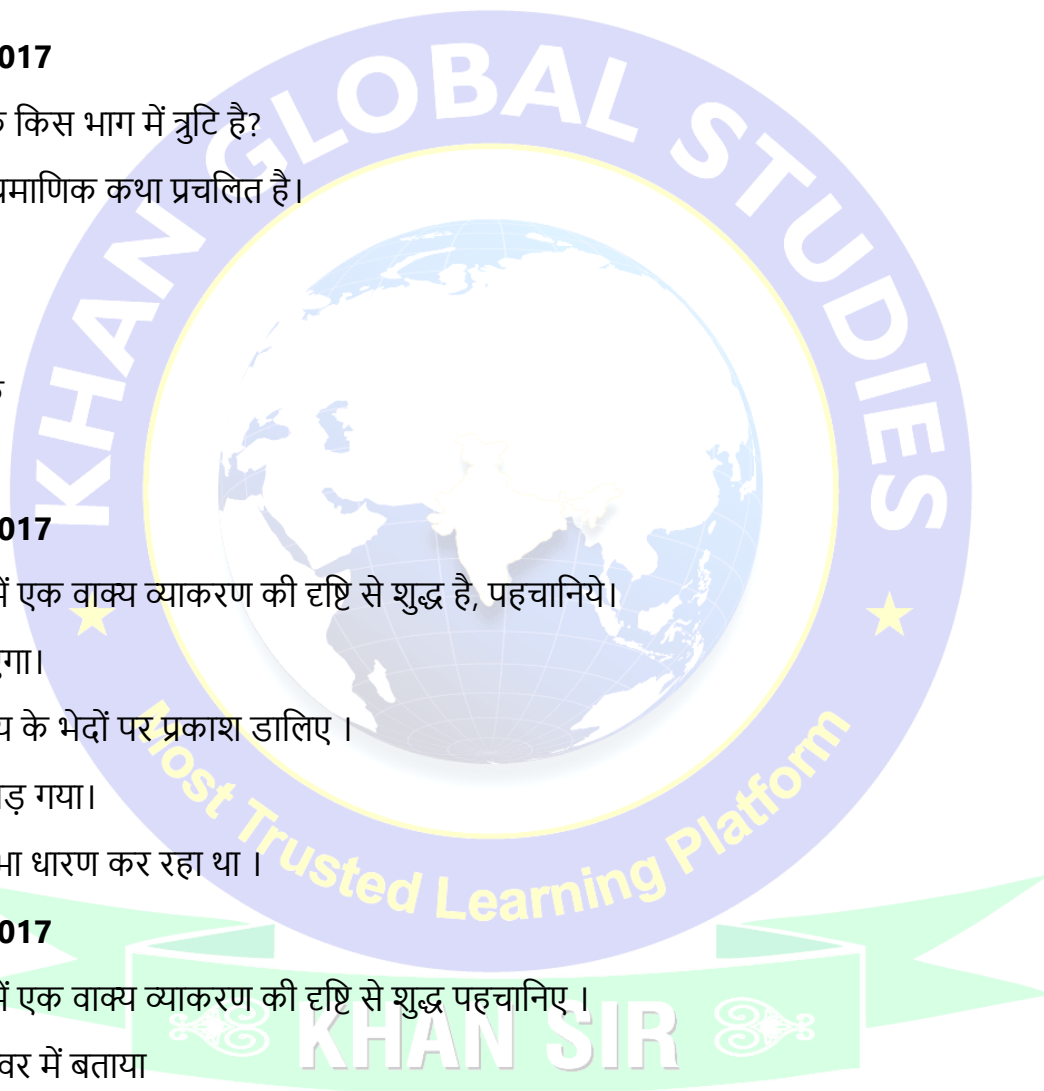 017
किस भाग में त्रुटि है?
प्रमाणिक कथा प्रचलित है।
017
में एक वाक्य व्याकरण की दृष्टि से शुद्ध है, पहचानिये।
एगा।
य के भेदों पर प्रकाश डालिए ।
ड़ गया।
भा धारण कर रहा था ।
017
में एक वाक्य व्याकरण की दृष्टि से शुद्ध पहचानिए ।
वर में बताया
KHAN GLOBAL STUDIES
Most Trusted Learning Platform
KHAN SIR